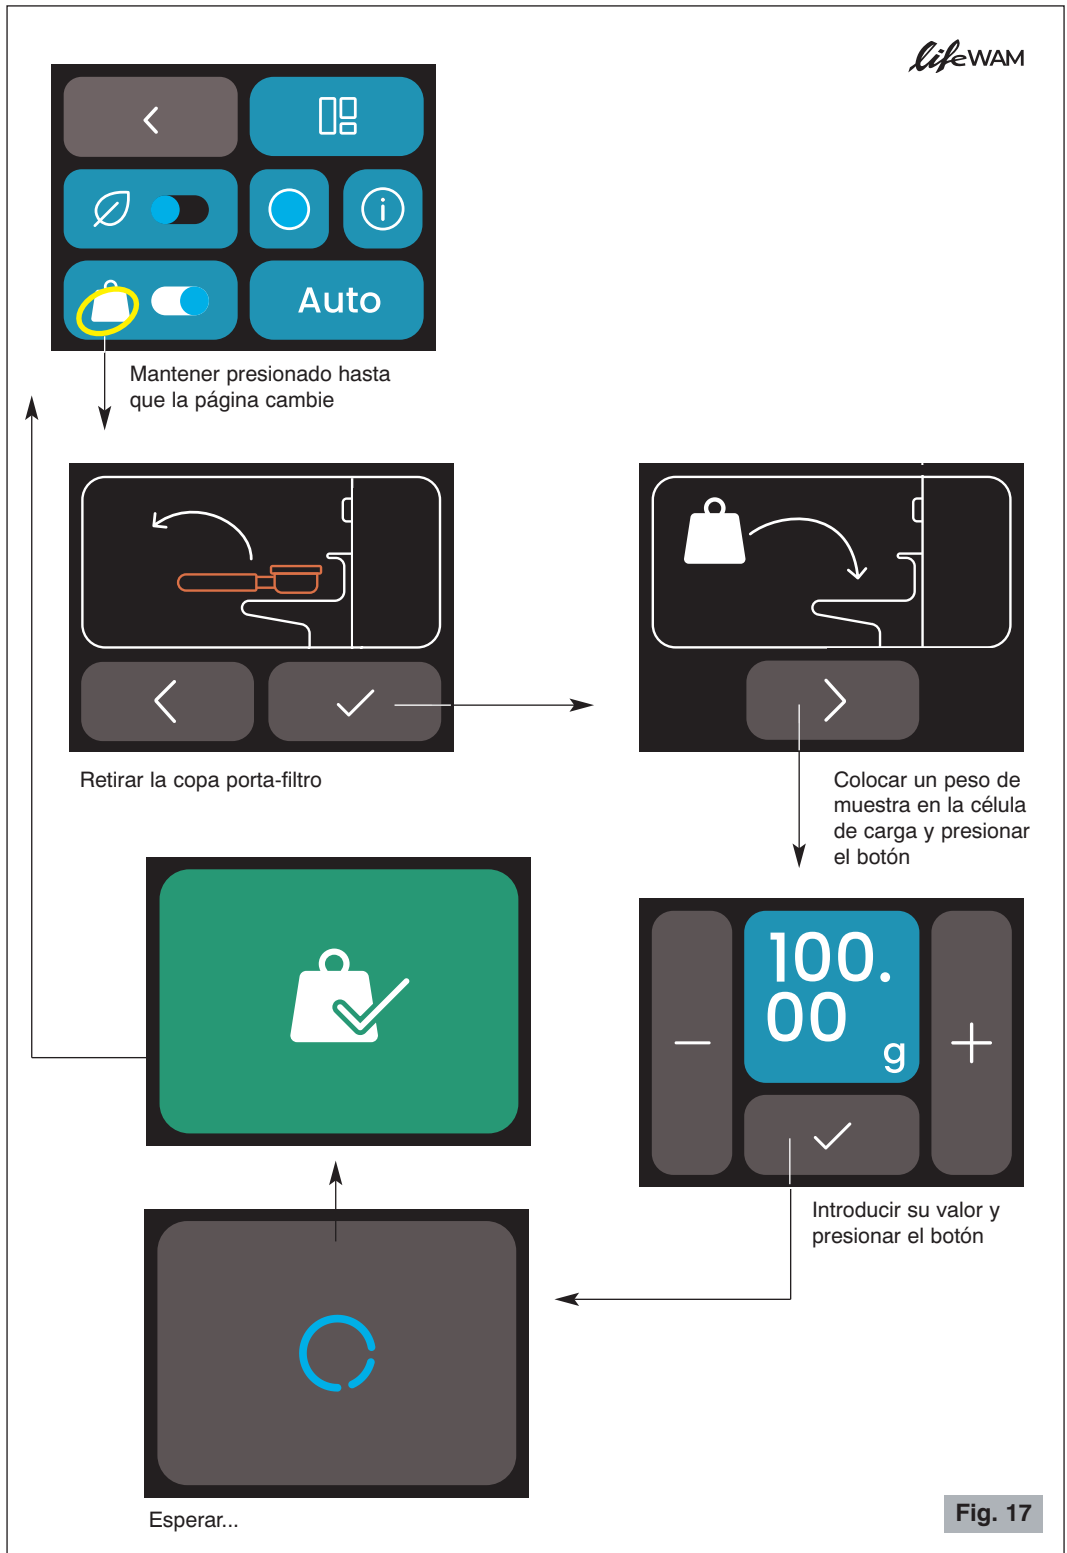 lifeWAM
Auto
Mantener presionado hasta
que la página cambie
Retirar la copa porta-filtro
Colocar un peso de
muestra en la célula
de carga y presionar
el botón
100.
00
g
Introducir su valor y
presionar el botón
Esperar...
Fig. 17